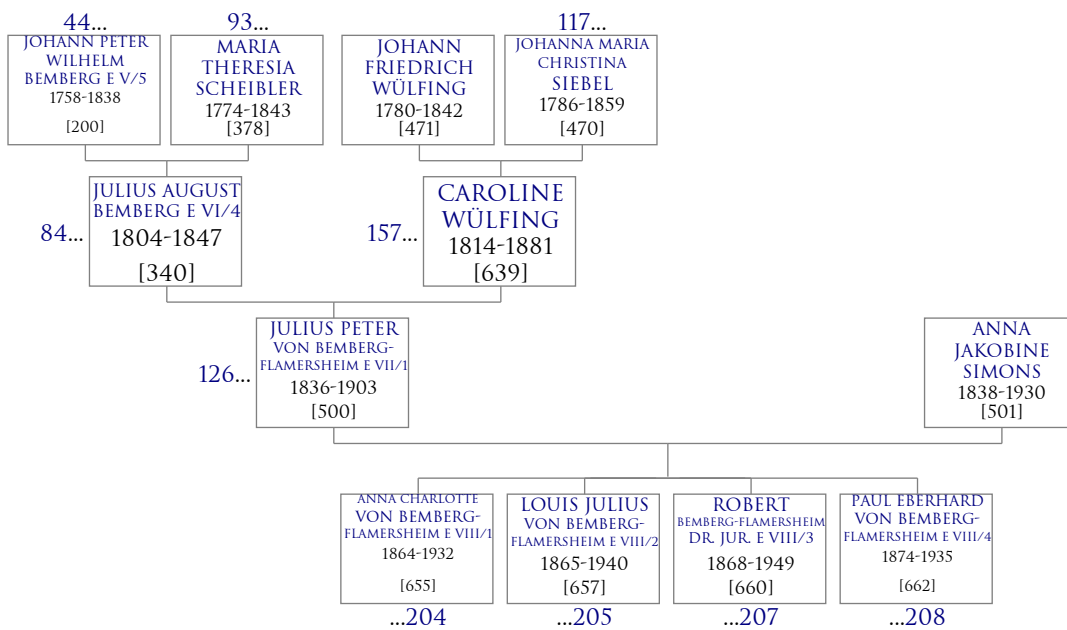 44...
93...
117...
JOHANN PETER
WILHELM
BEMBERG E V/5
1758-1838
[200]
MARIA
THERESIA
SCHEIBLER
1774-1843
[378]
JOHANN
FRIEDRICH
WÜLFING
1780-1842
[471]
JOHANNA MARIA
CHRISTINA
SIEBEL
1786-1859
[470]
84...
JULIUS AUGUST
BEMBERG E VI/4
1804-1847
[340]
157...
CAROLINE
WÜLFING
1814-1881
[639]
126...
JULIUS PETER
VON BEMBERG-
FLAMERSHEIM E VII/1
1836-1903
[500]
ANNA
JAKOBINE
SIMONS
1838-1930
[501]
ANNA CHARLOTTE
VON BEMBERG-
FLAMERSHEIM E VIII/1
1864-1932
[655]
LOUIS JULIUS
VON BEMBERG-
FLAMERSHEIM E VIII/2
1865-1940
[657]
ROBERT
BEMBERG-FLAMERSHEIM
DR. JUR. E VIII/3
1868-1949
[660]
PAUL EBERHARD
VON BEMBERG-
FLAMERSHEIM E VIII/4
1874-1935
[662]
...204
...205
...207
...208